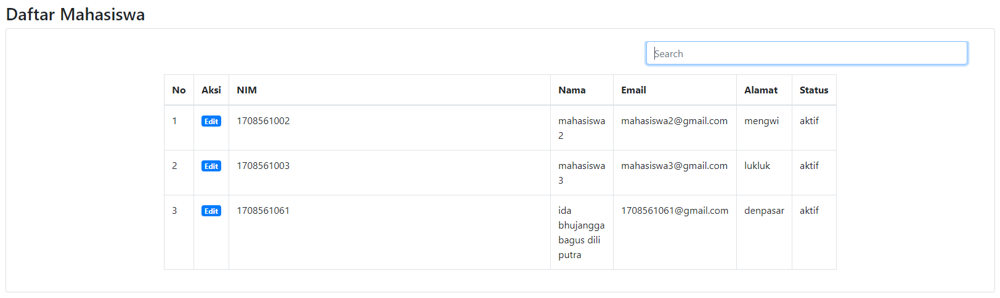 Daftar Mahasiswa
Search
No Aksi NIM Nama Email Alamat Status
1 Edit 1708561002 mahasiswa mahasiswa2@gmail.com mengwi aktif
2
2 Edit 1708561003 mahasiswa mahasiswa3@gmail.com lukluk aktif
3
3 Edit 1708561061 ida 1708561061@gmail.com denpasar aktif
bhujangga
bagus dili
putra